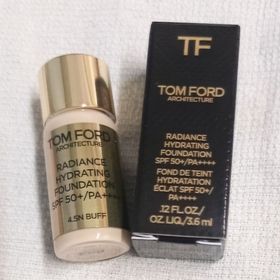 TOM FORD
ARCHITECTURE
RADIANCE
HYDRATING
FOUNDATION
SPF 50+/PA++++
4.5N BUFF
TF
TOM FORD
ARCHITECTURE
RADIANCE
HYDRATING
FOUNDATION
SPF 50+/PA++++
FOND DE TEINT
HYDRATATION
ÉCLAT SPF 50+/
PA++++
.12 FL.OZ./
OZ.LIQ./3.6 ml